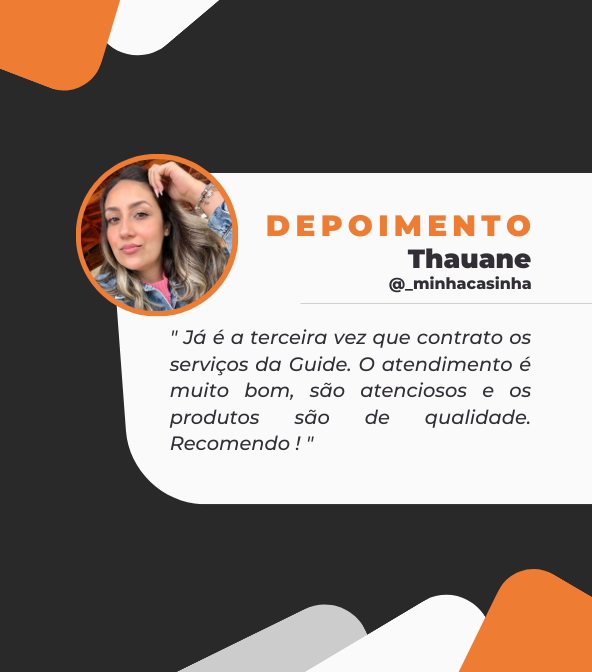 DEPOIMENTO
Thauane
@_minhacasinha
" Já é a terceira vez que contrato os
serviços da Guide. O atendimento é
muito bom, são atenciosos e os
produtos são de qualidade.
Recomendo ! "